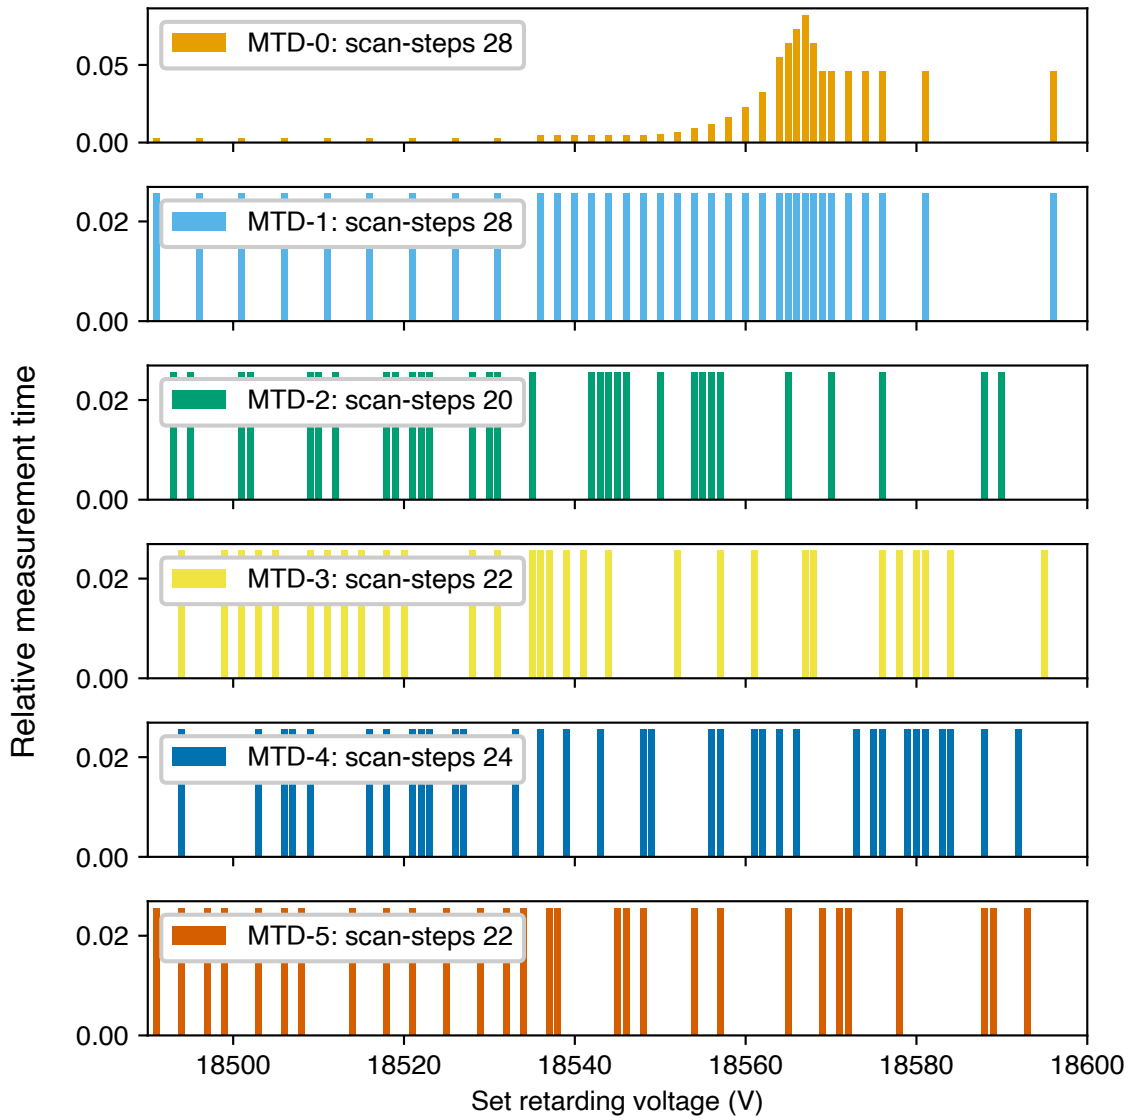 MTD-0: scan-steps 28
0.05
0.00
MTD-1: scan-steps 28
0.02
0.00
MTD-2: scan-steps 20
0.02
0.00
MTD-3: scan-steps 22
0.02
0.00
MTD-4: scan-steps 24
0.02
0.00
MTD-5: scan-steps 22
0.02
0.00
Relative measurement time
18500 18520 18540 18560 18580 18600
Set retarding voltage (V)